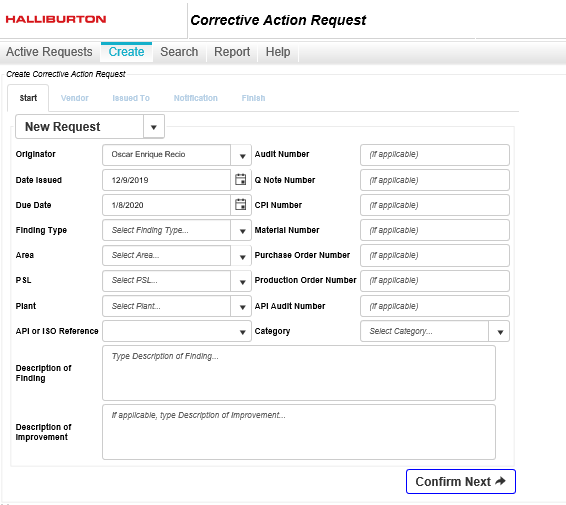 HALLIBURTON
Corrective Action Request
Active Requests Create Search Report Help
Create Corrective Action Request
Start Vendor Issued To Notification Finish
New Request
Originator Oscar Enrique Recio Audit Number (If applicable)
Date Issued 12/9/2019 Q Note Number (If applicable)
Due Date 1/8/2020 CPI Number (If applicable)
Finding Type Select Finding Type... Material Number (If applicable)
Area Select Area... Purchase Order Number (If applicable)
PSL Select PSL... Production Order Number (If applicable)
Plant Select Plant... API Audit Number (If applicable)
API or ISO Reference Category Select Category...
Description of
Finding
Type Description of Finding...
Description of
Improvement
If applicable, type Description of Improvement...
Confirm Next